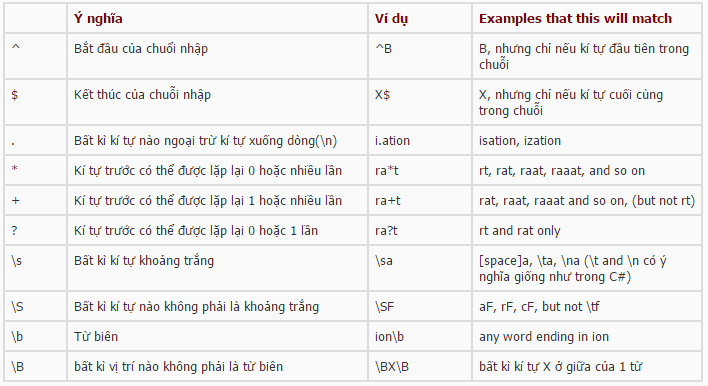 Ý nghĩa Ví dụ Examples that this will match
^ Bắt đầu của chuỗi nhập ^B B, nhưng chỉ nếu kí tự đầu tiên trong
chuỗi
$ Kết thúc của chuỗi nhập X$ X, nhưng chỉ nếu kí tự cuối cùng
trong chuỗi
. Bất kì kí tự nào ngoại trừ kí tự xuống dòng(\n) i.ation isation, ization
* Kí tự trước có thể được lặp lại 0 hoặc nhiều lần ra*t rt, rat, raat, raaat, and so on
+ Kí tự trước có thể được lặp lại 1 hoặc nhiều lần ra+t rat, raat, raaat and so on, (but not rt)
? Kí tự trước có thể được lặp lại 0 hoặc 1 lần ra?t rt and rat only
\s Bất kì kí tự khoảng trắng \sa [space]a, \ta, \na (\t and \n có ý
nghĩa giống như trong C#)
\S Bất kì kí tự nào không phải là khoảng trắng \SF aF, rF, cF, but not \tf
\b Từ biên ion\b any word ending in ion
\B bất kì vị trí nào không phải là từ biên \BX\B bất kì kí tự X ở giữa của 1 từ